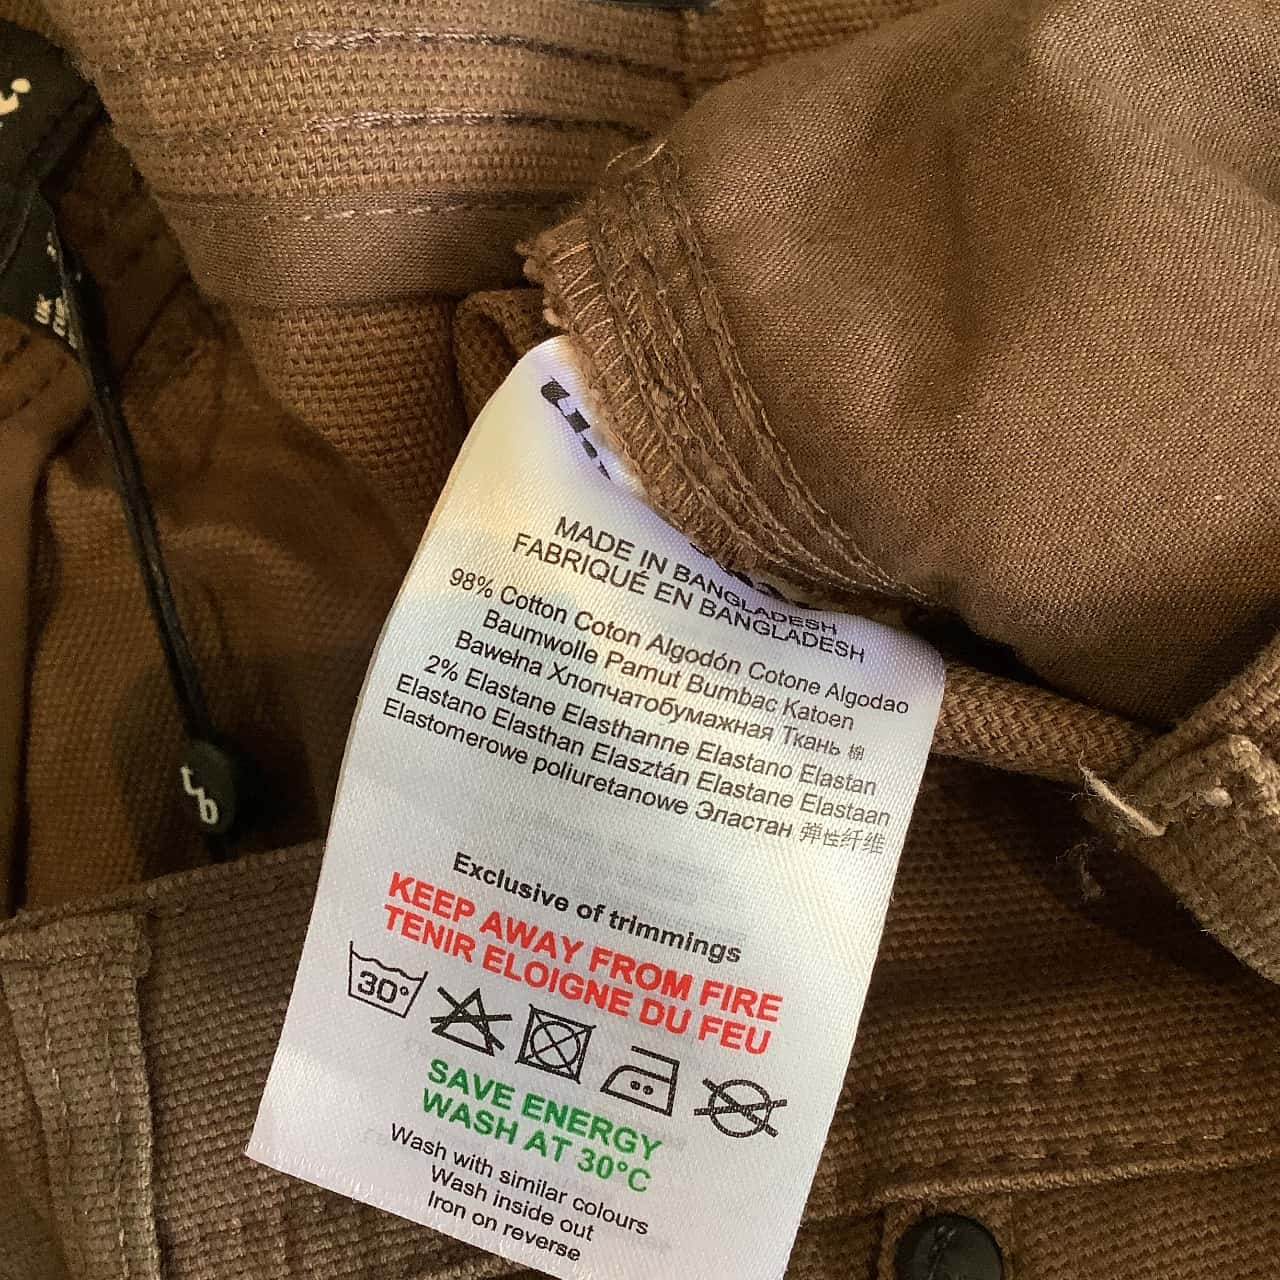 MADE IN BANGLADESH
FABRIQUÉ EN BANGLADESH
98% Cotton Coton Algodón Cotone Algodao
Baumwolle Pamut Bumbac Katoen
Bawełna Хлопчатобумажная Ткань 棉
2% Elastane Elasthanne Elastano Elastan
Elastano Elasthan Elasztán Elastane Elastaan
Elastomerowe poliuretanowe Эластан 弹性纤维
Exclusive of trimmings
KEEP AWAY FROM FIRE
TENIR ELOIGNE DU FEU
30°
SAVE ENERGY
WASH AT 30°C
Wash with similar colours
Wash inside out
Iron on reverse